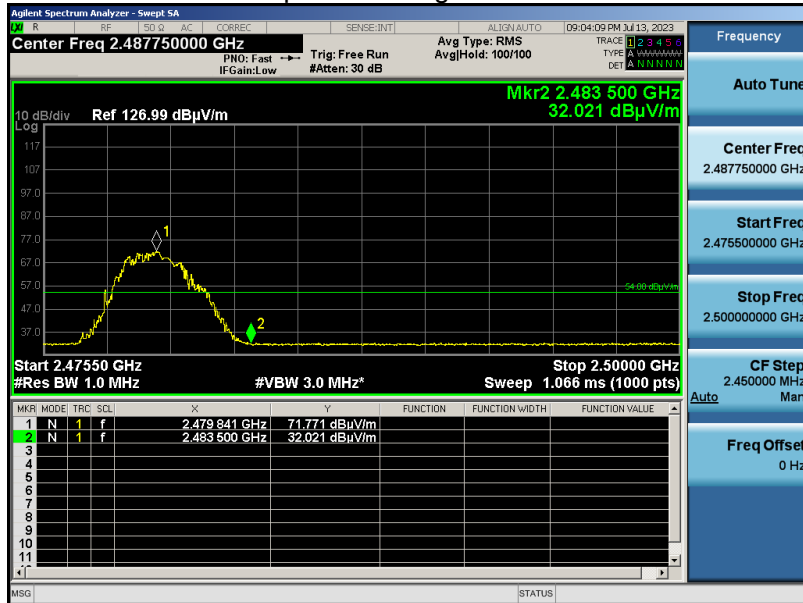 Agilent Spectrum Analyzer - Swept SA
LXI R RF 50 Ω AC CORREC SENSE:INT ALIGN AUTO 09:04:09 PM Jul 13, 2023
Center Freq 2.487750000 GHz
PNO: Fast
IFGain:Low
Trig: Free Run
#Atten: 30 dB
Avg Type: RMS
Avg|Hold: 100/100
TRACE 1 2 3 4 5 6
TYPE A WWWWW
DET A N N N N N
Mkr2 2.483 500 GHz
32.021 dBµV/m
10 dB/div Ref 126.99 dBµV/m
Log
117
107
97.0
87.0
77.0
67.0
57.0
47.0
37.0
1
2
54.00 dBµV/m
Start 2.47550 GHz Stop 2.50000 GHz
#Res BW 1.0 MHz #VBW 3.0 MHz* Sweep 1.066 ms (1000 pts)
MKR MODE TRC SCL X Y FUNCTION FUNCTION WIDTH FUNCTION VALUE
1 N 1 f 2.479 841 GHz 71.771 dBµV/m
2 N 1 f 2.483 500 GHz 32.021 dBµV/m
3
4
5
6
7
8
9
10
11
MSG STATUS
Frequency
Auto Tune
Center Freq
2.487750000 GHz
Start Freq
2.475500000 GHz
Stop Freq
2.500000000 GHz
CF Step
2.450000 MHz
Auto Man
Freq Offset
0 Hz